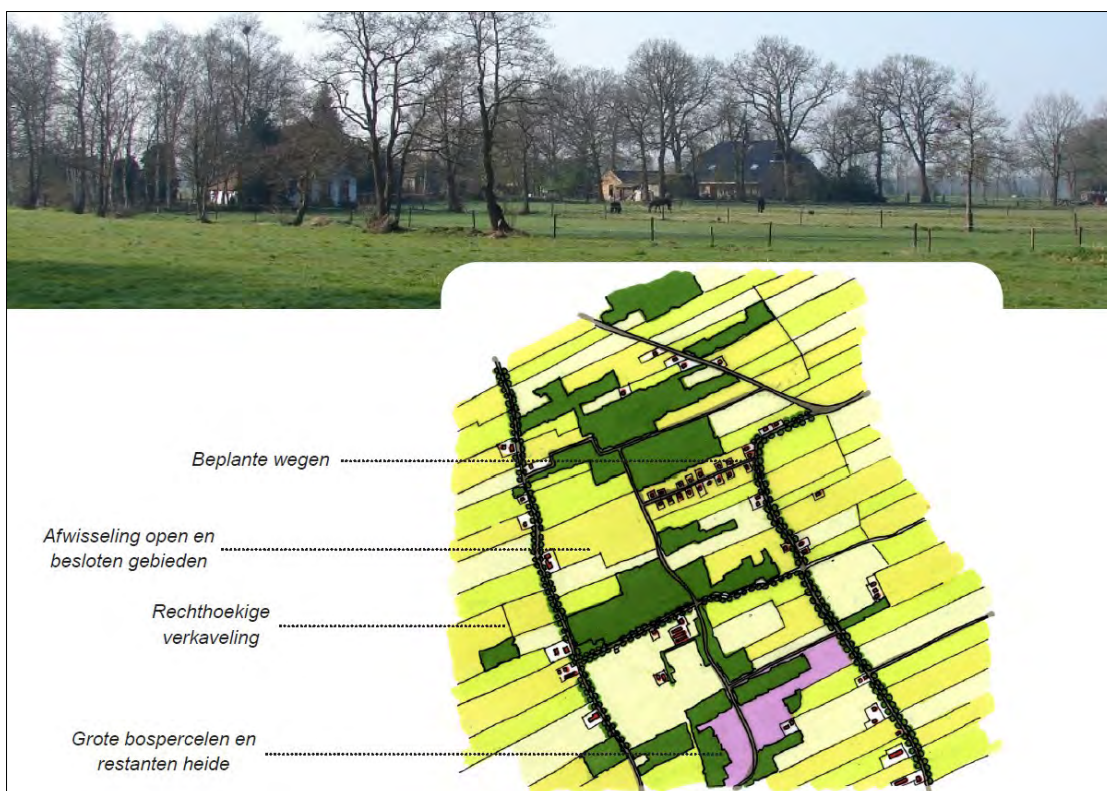 Beplante wegen
Afwisseling open en
besloten gebieden
Rechthoekige
verkaveling
Grote bospercelen en
restanten heide